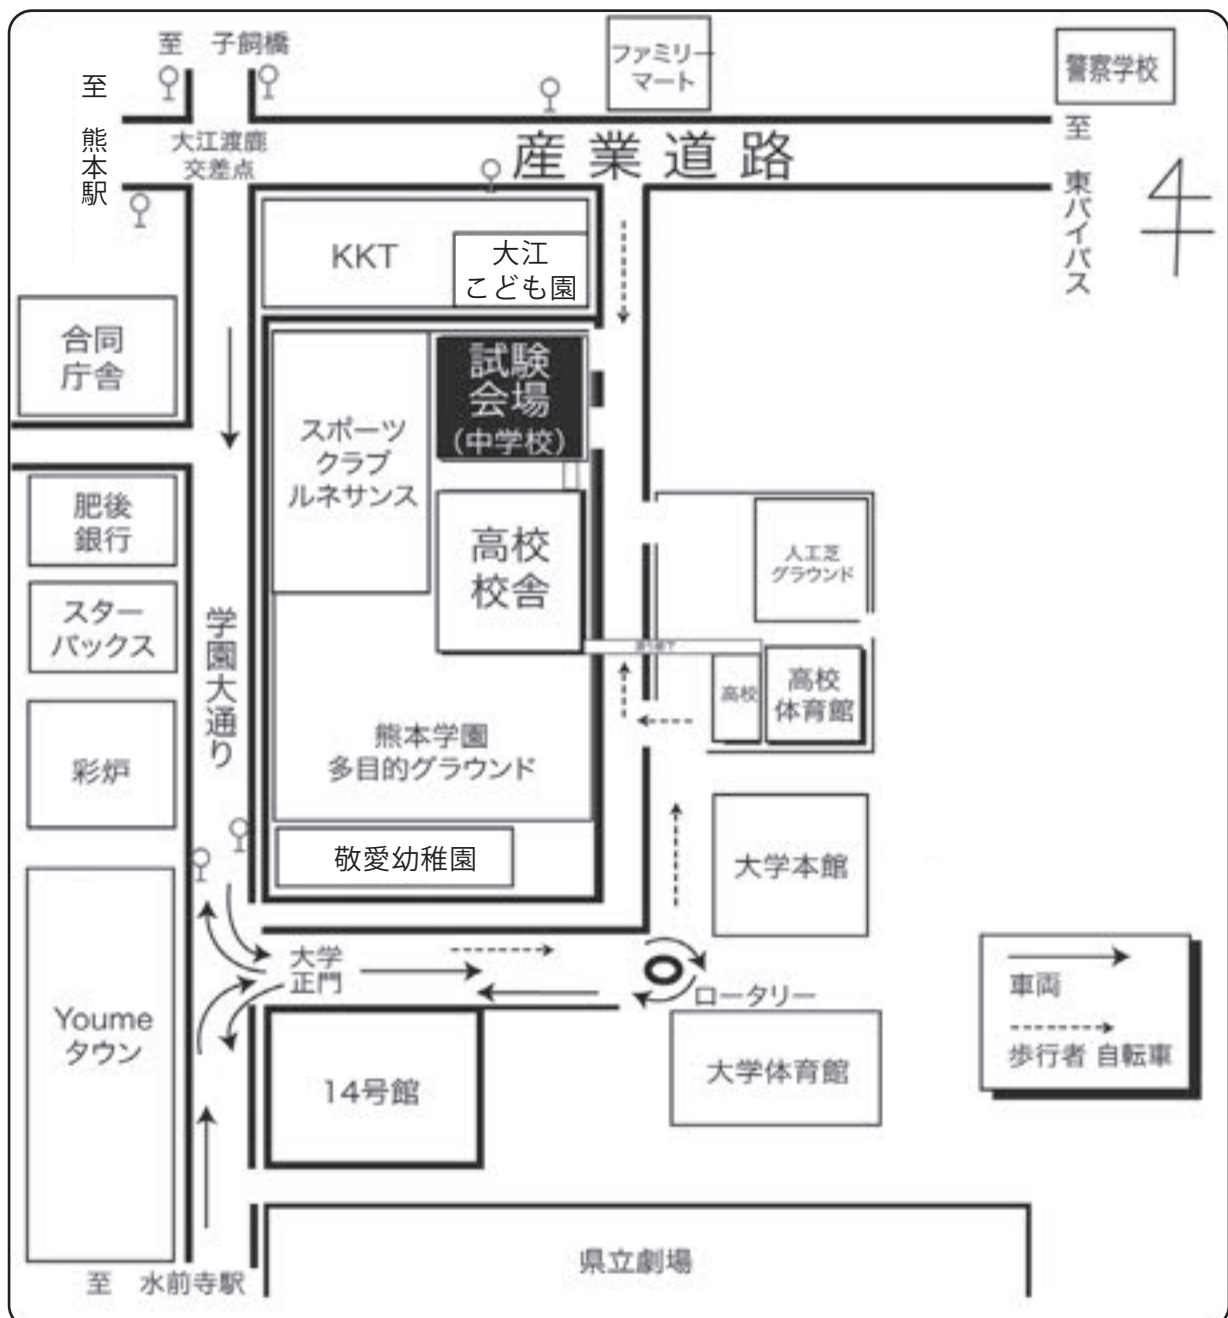 至 子飼橋
至 熊本駅
大江渡鹿
交差点
ファミリー
マート
警察学校
産業道路
至 東バイパス
KKT
大江
こども園
合同
庁舎
試験
会場
(中学校)
スポーツ
クラブ
ルネサンス
肥後
銀行
高校
校舎
人工芝
グラウンド
スター
バックス
学園大通り
渡り廊下
高校
高校
体育館
彩炉
熊本学園
多目的グラウンド
敬愛幼稚園
大学本館
大学
正門
ロータリー
車両
歩行者 自転車
Youme
タウン
14号館
大学体育館
県立劇場
至 水前寺駅